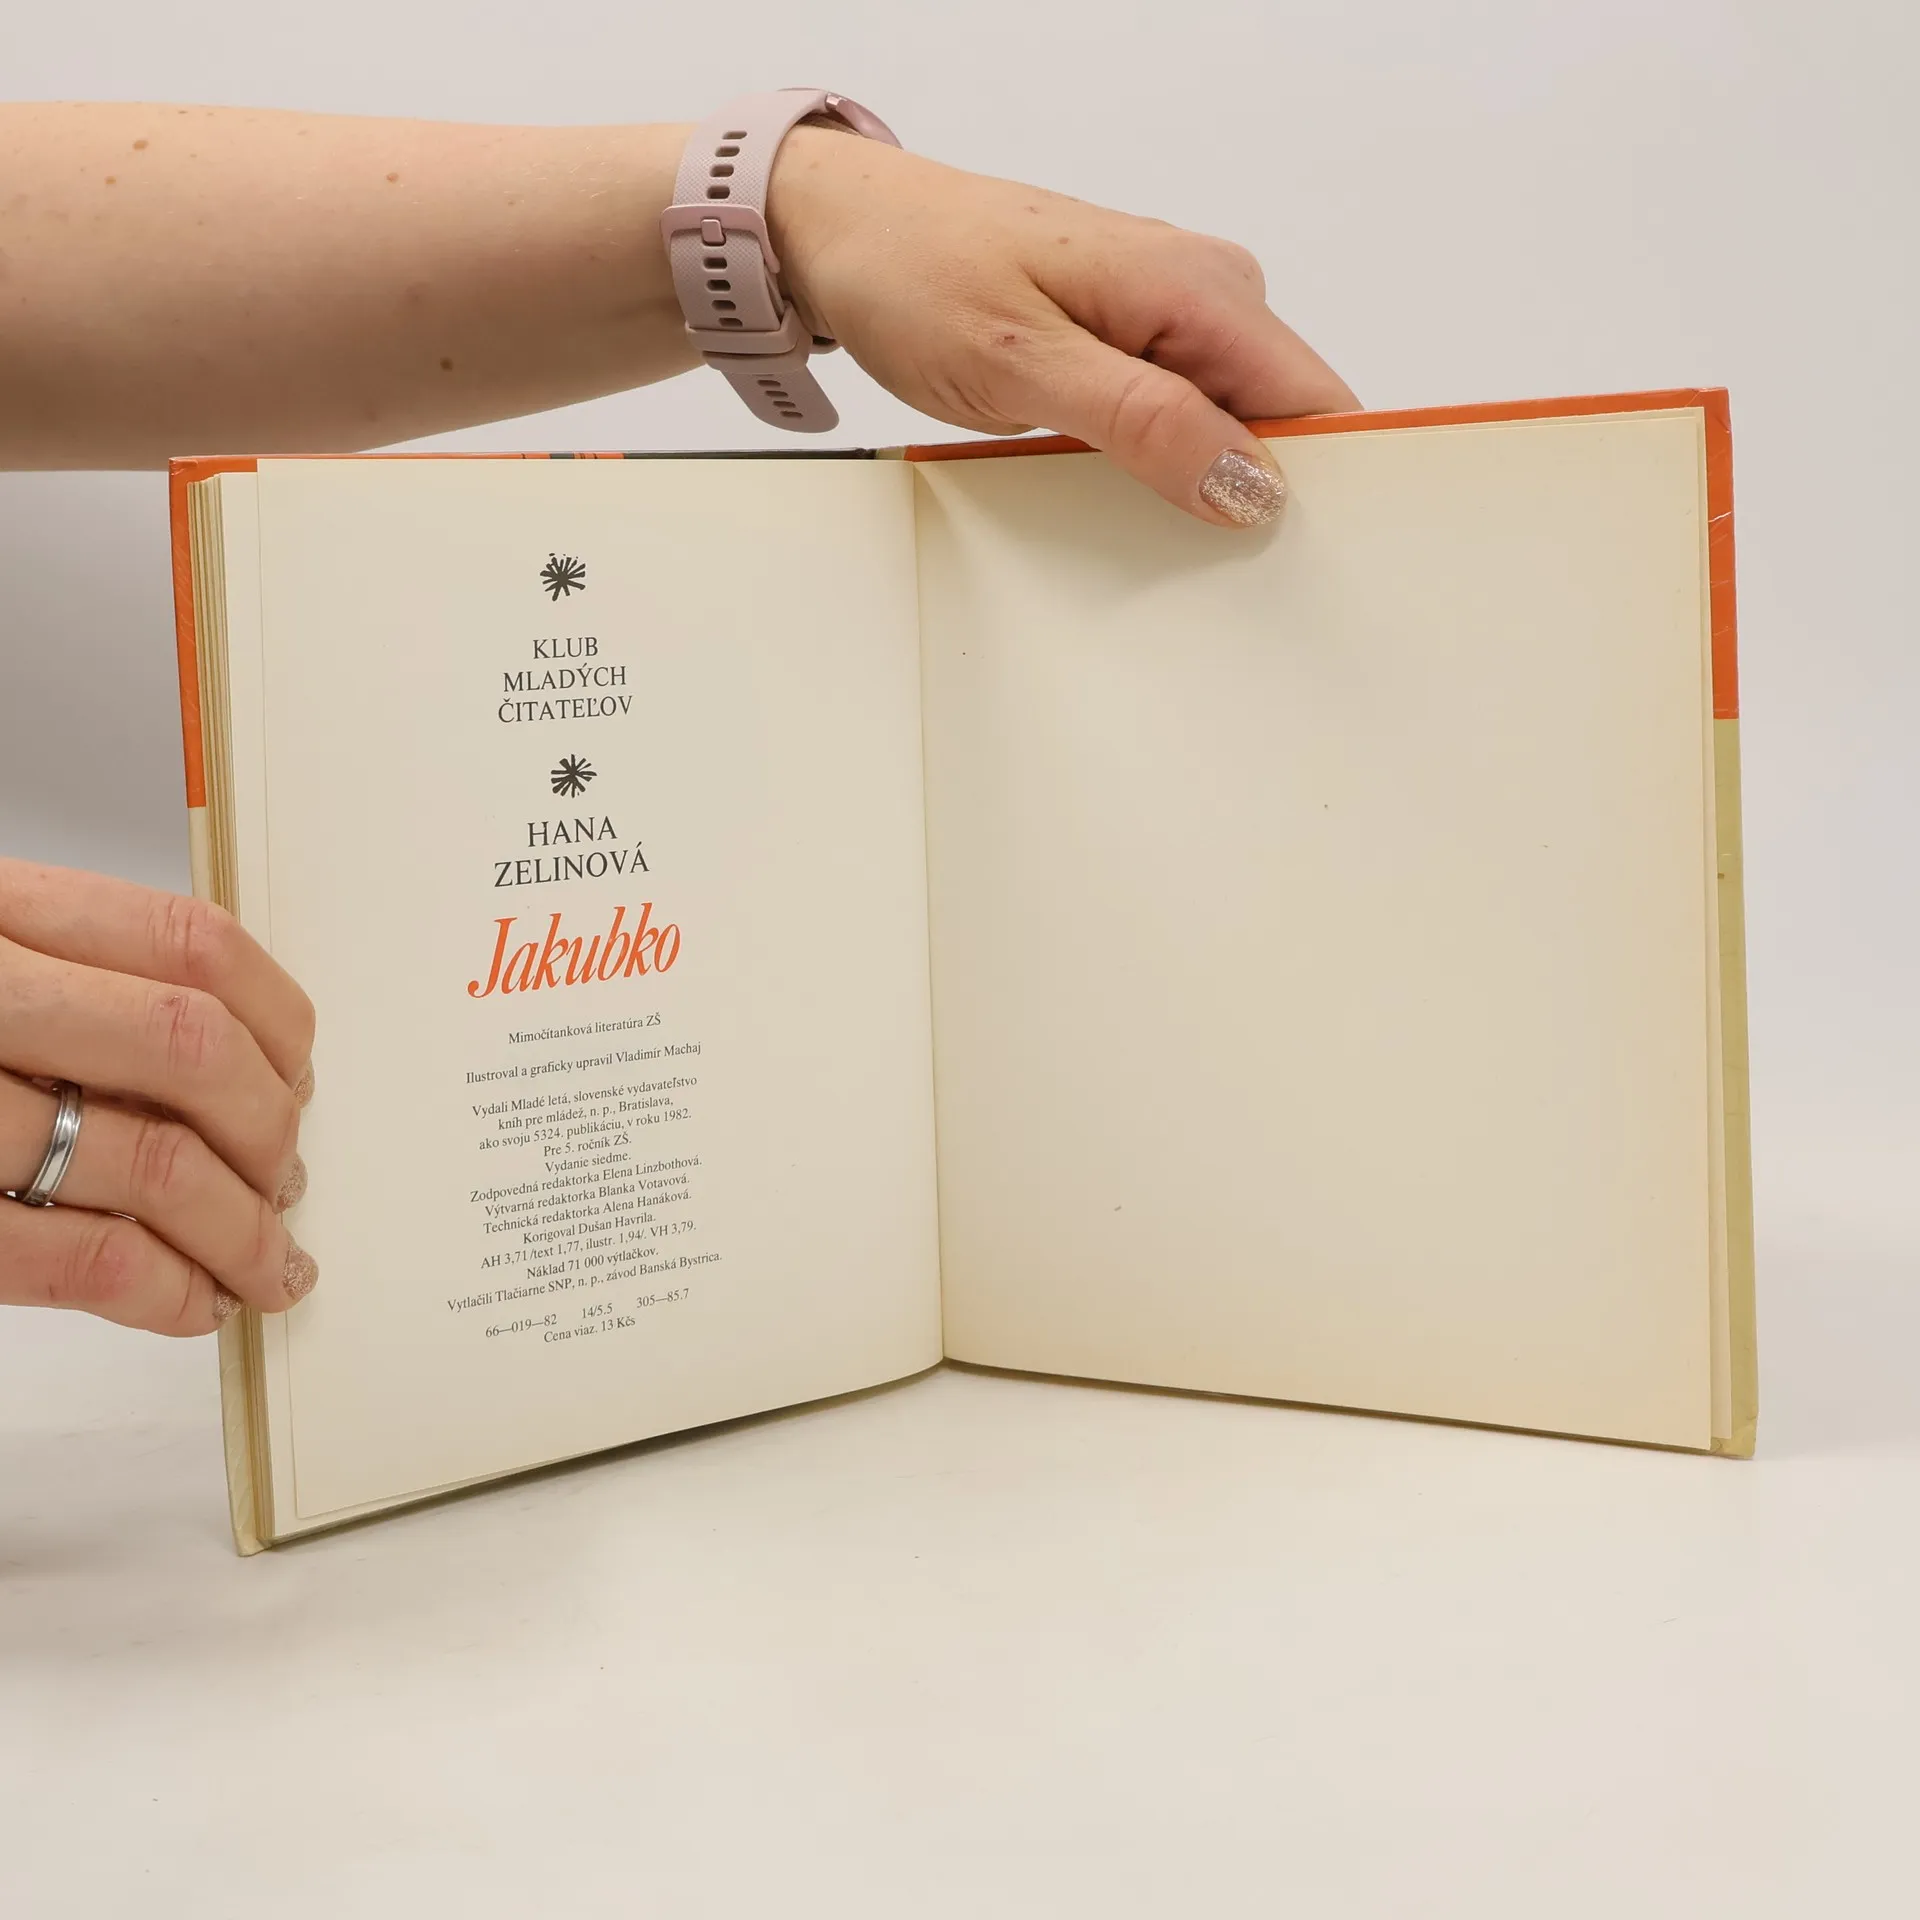 KLUB
MLADÝCH
ČITATEĽOV
HANA
ZELINOVÁ
Jakubko
Mimočítanková literatúra ZŠ
Ilustroval a graficky upravil Vladimír Machaj
Vydali Mladé letá, slovenské vydavateľstvo
kníh pre mládež, n. p., Bratislava,
ako svoju 5324. publikáciu, v roku 1982.
Pre 5. ročník ZŠ.
Vydanie siedme.
Zodpovedná redaktorka Elena Linzbothová.
Výtvarná redaktorka Blanka Votavová.
Technická redaktorka Alena Hanáková.
Korigoval Dušan Havrila.
AH 3,71 /text 1,77, ilustr. 1,94/. VH 3,79.
Náklad 71 000 výtlačkov.
Vytlačili Tlačiarne SNP, n. p., závod Banská Bystrica.
66—019—82 14/5.5 305—85.7
Cena viaz. 13 Kčs